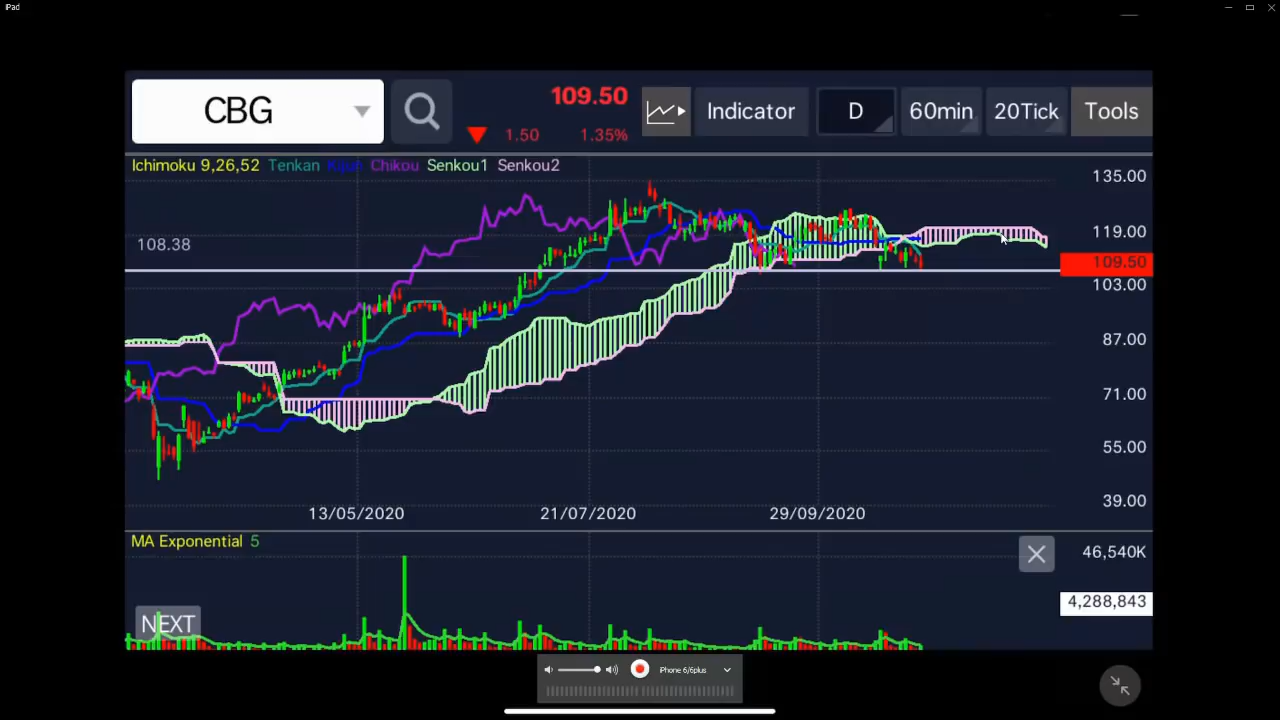 iPad
CBG
109.50
1.50 1.35%
Indicator D 60min 20Tick Tools
Ichimoku 9,26,52 Tenkan Kijun Chikou Senkou1 Senkou2
135.00
119.00
108.38
109.50
103.00
87.00
71.00
55.00
39.00
13/05/2020 21/07/2020 29/09/2020
MA Exponential 5
46,540K
4,288,843
NEXT
iPhone 6/6plus